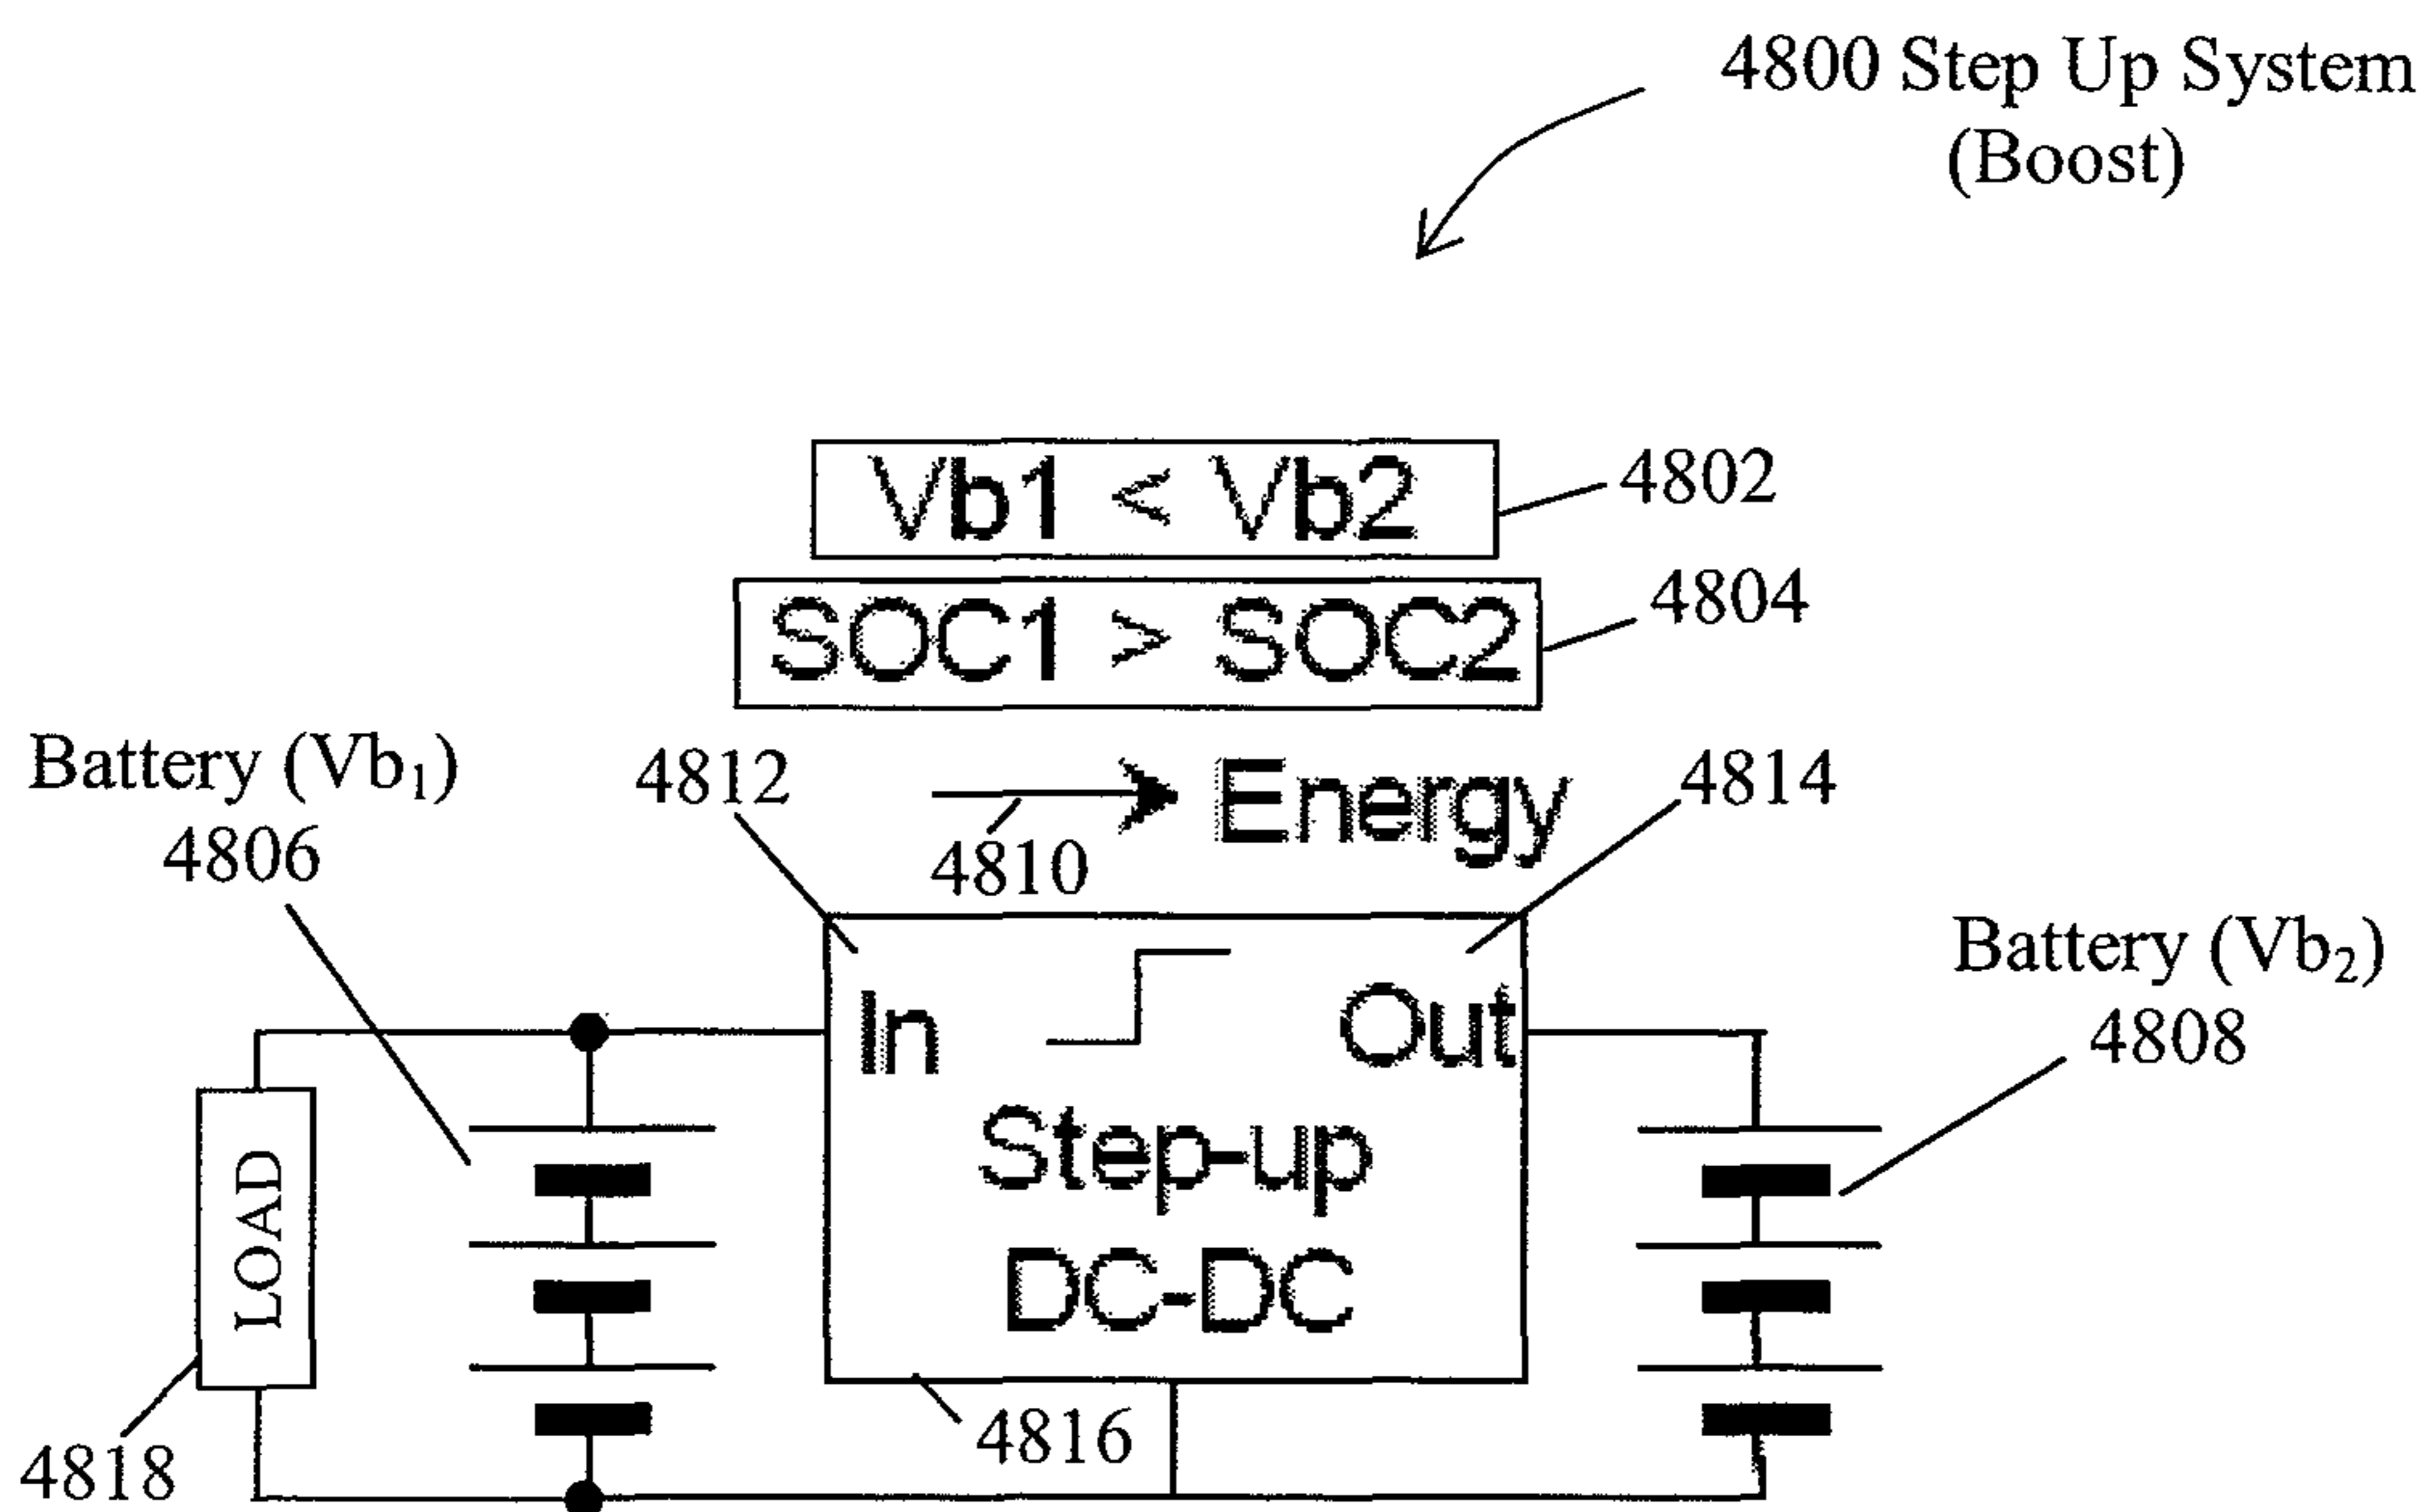 4800 Step Up System
(Boost)
Vb1 < Vb2
4802
SOC1 > SOC2
4804
Battery (Vb₁)
4806
4812
Energy
4810
4814
Battery (Vb₂)
4808
In
Out
Step-up
DC-DC
LOAD
4816
4818